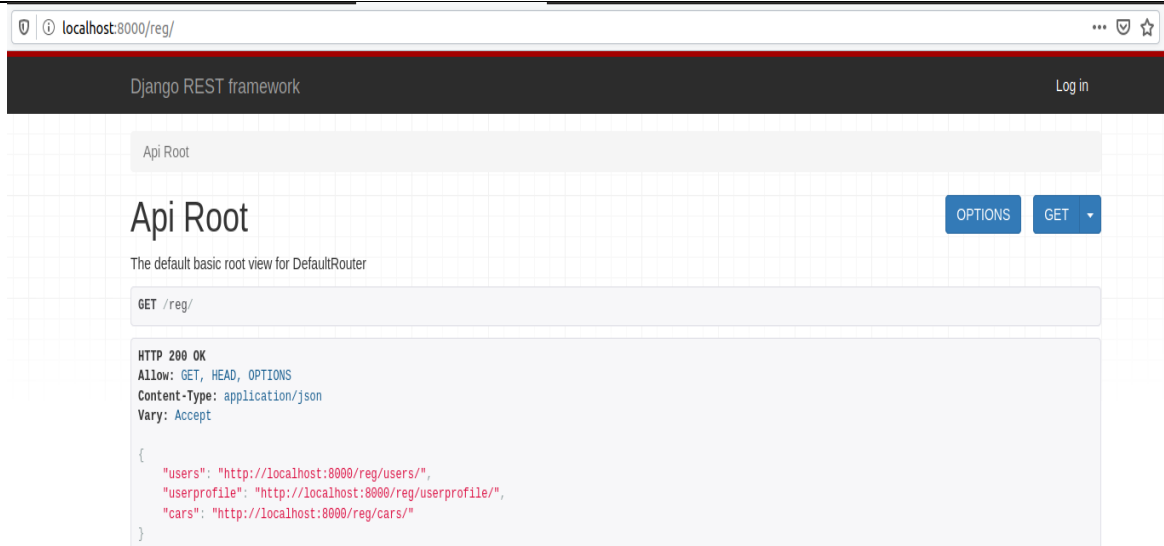 localhost:8000/reg/
Django REST framework
Log in
Api Root
Api Root
OPTIONS
GET
The default basic root view for DefaultRouter
GET /reg/
HTTP 200 OK
Allow: GET, HEAD, OPTIONS
Content-Type: application/json
Vary: Accept
{
"users": "http://localhost:8000/reg/users/",
"userprofile": "http://localhost:8000/reg/userprofile/",
"cars": "http://localhost:8000/reg/cars/"
}